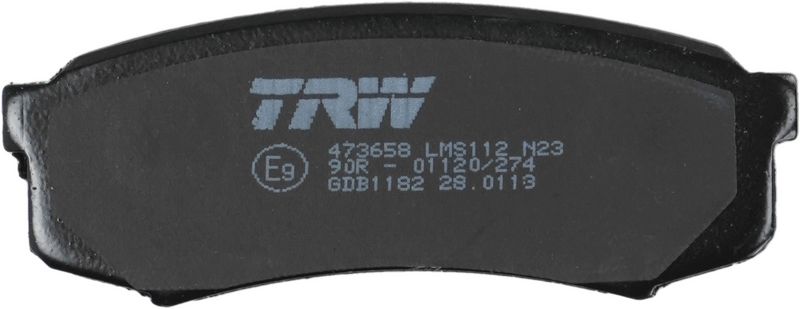 TRW
473658 LMS112 N23
E9 90R - 01120/274
GDB1182 28.0113